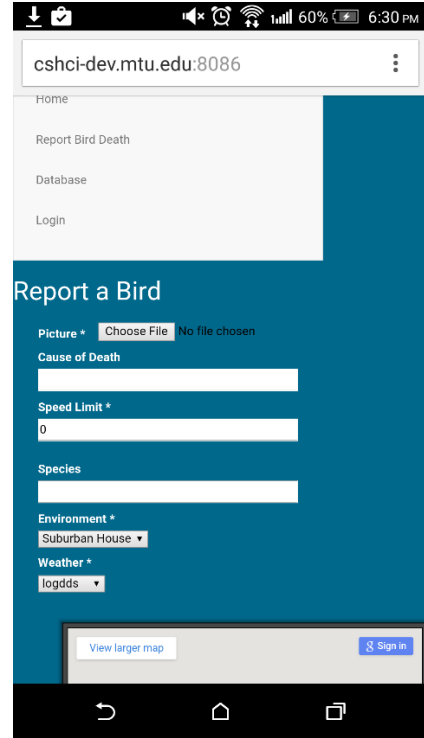 60% 6:30 PM
cshci-dev.mtu.edu:8086
Home
Report Bird Death
Database
Login
Report a Bird
Picture * Choose File No file chosen
Cause of Death
Speed Limit *
0
Species
Environment *
Suburban House
Weather *
logdds
View larger map g Sign in